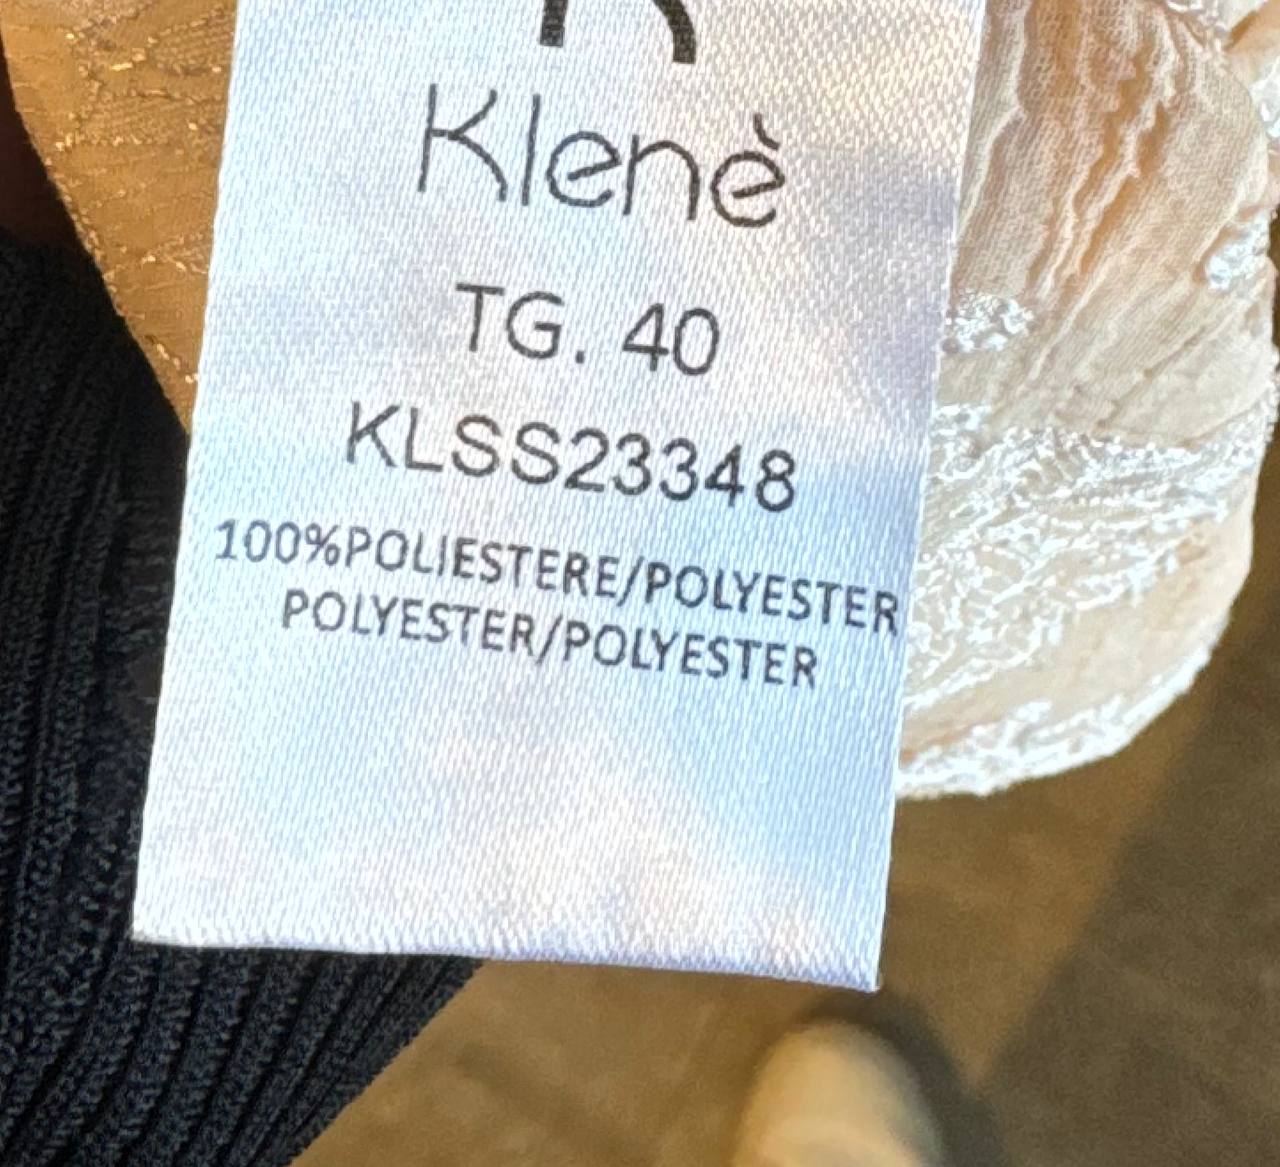 Klenè
TG. 40
KLSS23348
100%POLIESTERE/POLYESTER
POLYESTER/POLYESTER